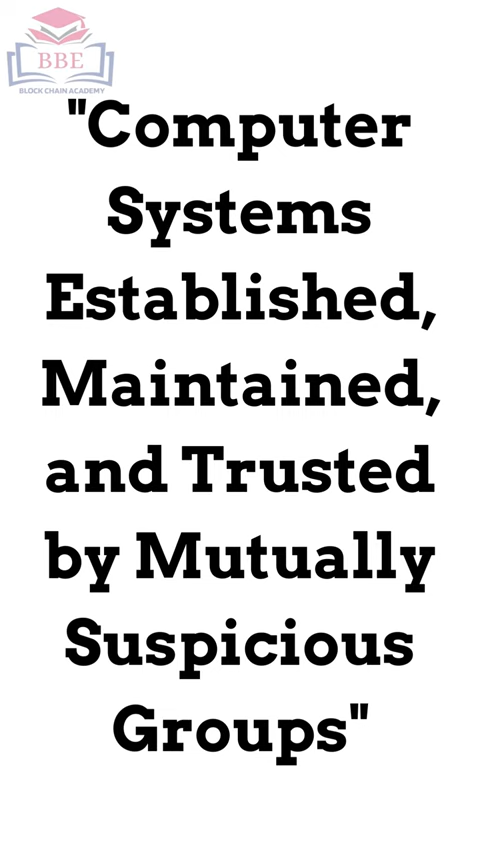 BBE
BLOCK CHAIN ACADEMY
"Computer
Systems
Established,
Maintained,
and Trusted
by Mutually
Suspicious
Groups"